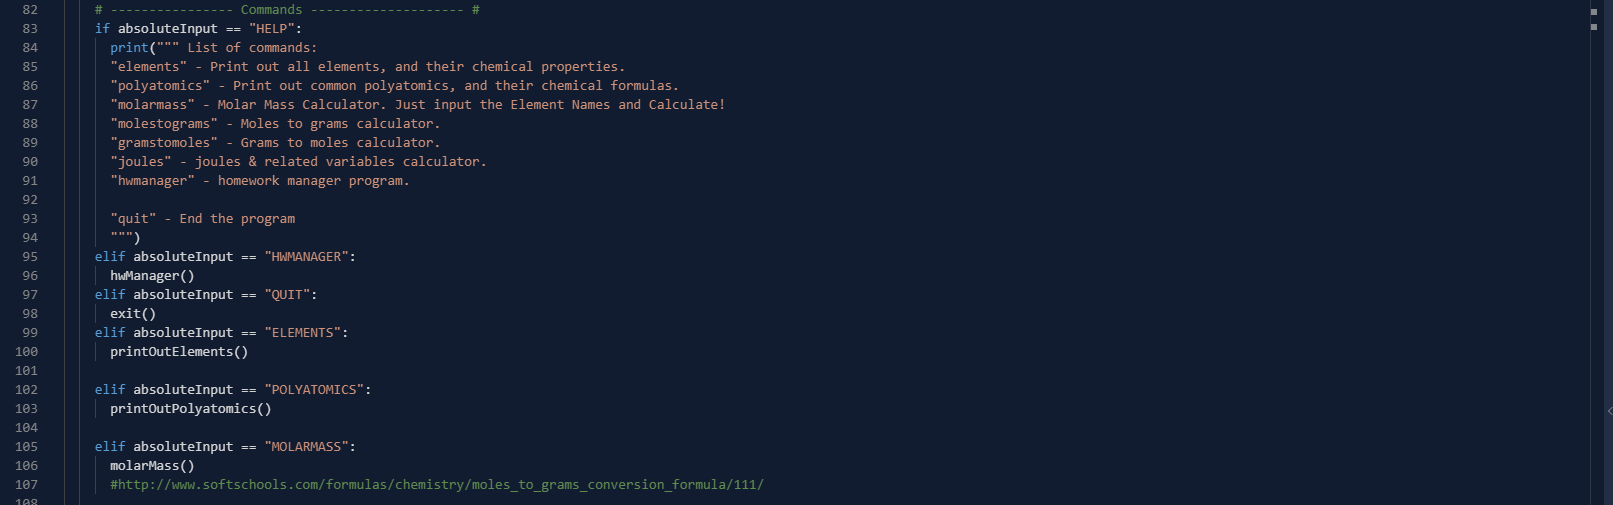 82 # ---------------- Commands -------------------- #
83 if absoluteInput == "HELP":
84 print(""" List of commands:
85 "elements" - Print out all elements, and their chemical properties.
86 "polyatomics" - Print out common polyatomics, and their chemical formulas.
87 "molarmass" - Molar Mass Calculator. Just input the Element Names and Calculate!
88 "molestograms" - Moles to grams calculator.
89 "gramstomoles" - Grams to moles calculator.
90 "joules" - joules & related variables calculator.
91 "hwmanager" - homework manager program.
92
93 "quit" - End the program
94 """)
95 elif absoluteInput == "HWMANAGER":
96 hwManager()
97 elif absoluteInput == "QUIT":
98 exit()
99 elif absoluteInput == "ELEMENTS":
100 printOutElements()
101
102 elif absoluteInput == "POLYATOMICS":
103 printOutPolyatomics()
104
105 elif absoluteInput == "MOLARMASS":
106 molarMass()
107 #http://www.softschools.com/formulas/chemistry/moles_to_grams_conversion_formula/111/
108